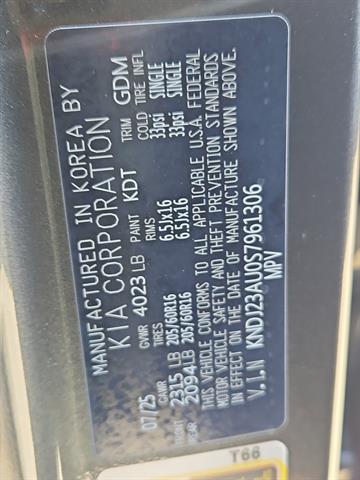 MANUFACTURED IN KOREA BY
KIA CORPORATION
07/25 GVWR 4023 LB PAINT KDT TRIM GDM
GAWR TIRES RIMS COLD TIRE INFL
FRONT 2315 LB 205/60R16 6.5Jx16 33psi SINGLE
REAR 2094 LB 205/60R16 6.5Jx16 33psi SINGLE
THIS VEHICLE CONFORMS TO ALL APPLICABLE U.S.A. FEDERAL
MOTOR VEHICLE SAFETY AND THEFT PREVENTION STANDARDS
IN EFFECT ON THE DATE OF MANUFACTURE SHOWN ABOVE.
V.I.N KNDJ23AU0S7961306
MPV
T66